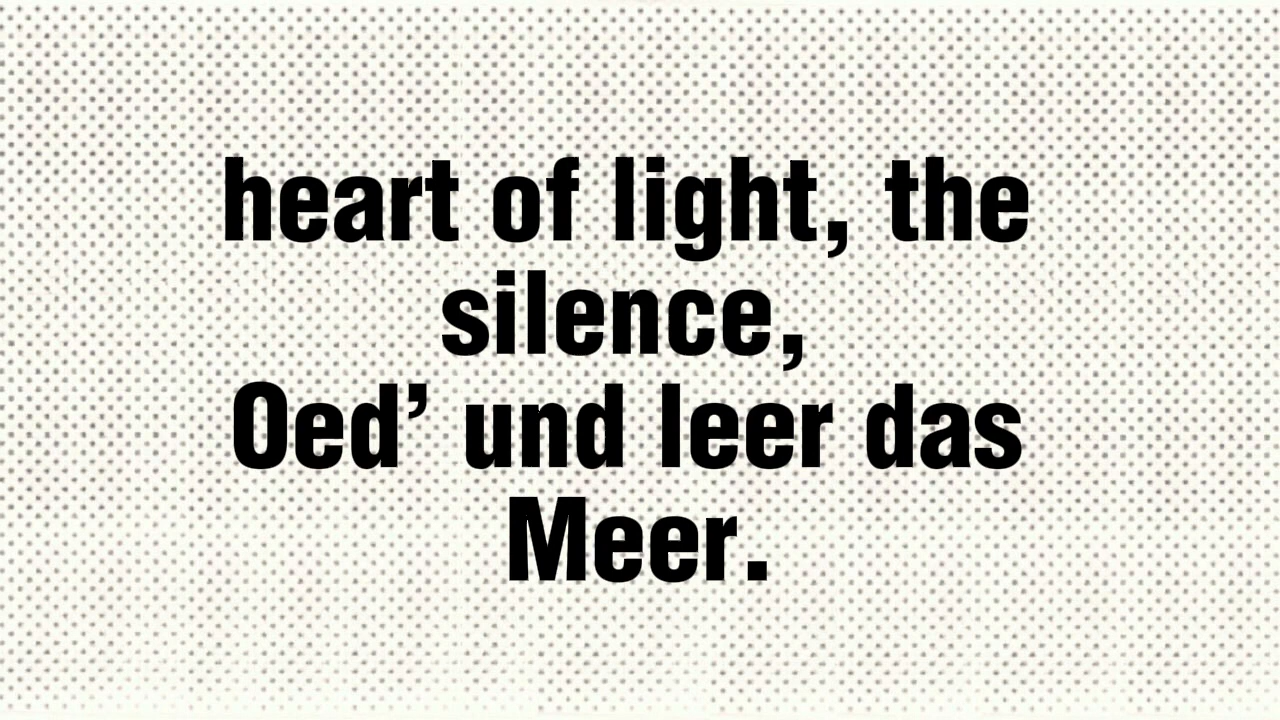 heart of light, the
silence,
Oed’ und leer das
Meer.